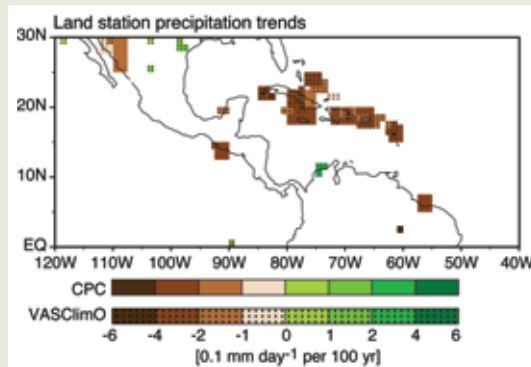 Land station precipitation trends
30N
20N
10N
EQ
120W 110W 100W 90W 80W 70W 60W 50W 40W
CPC
VASClimO
-6 -4 -2 -1 0 1 2 4 6
[0.1 mm day-1 per 100 yr]